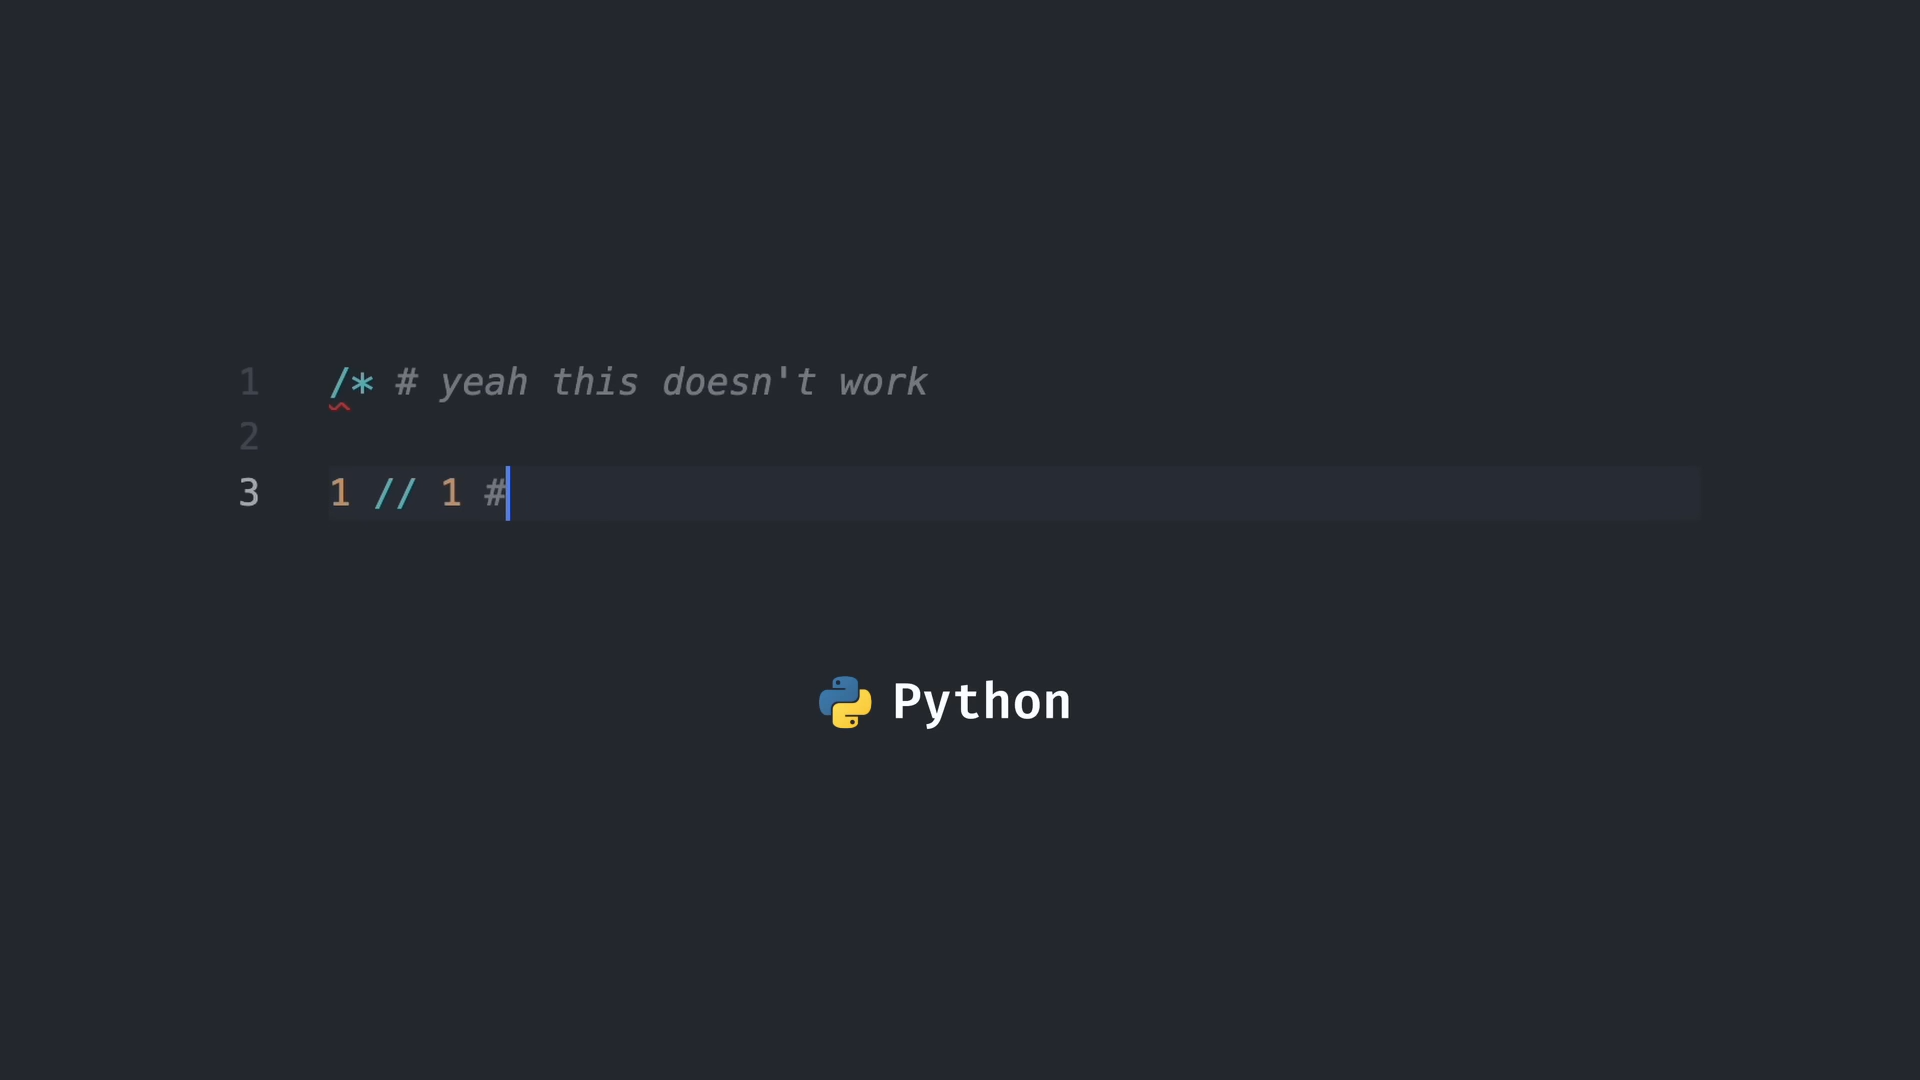 1 /* # yeah this doesn't work
2
3 1 // 1 #
Python